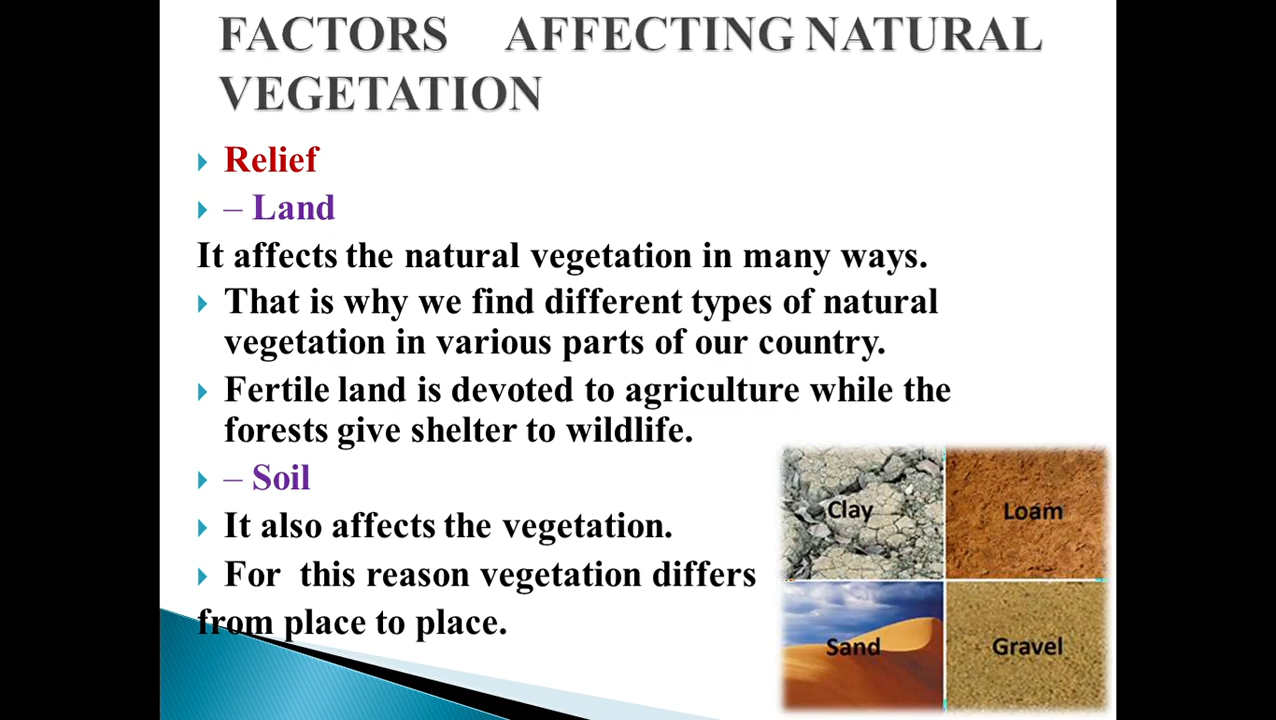 FACTORS AFFECTING NATURAL
VEGETATION
Relief
– Land
It affects the natural vegetation in many ways.
That is why we find different types of natural
vegetation in various parts of our country.
Fertile land is devoted to agriculture while the
forests give shelter to wildlife.
– Soil
It also affects the vegetation.
For this reason vegetation differs
from place to place.
Clay
Loam
Sand
Gravel